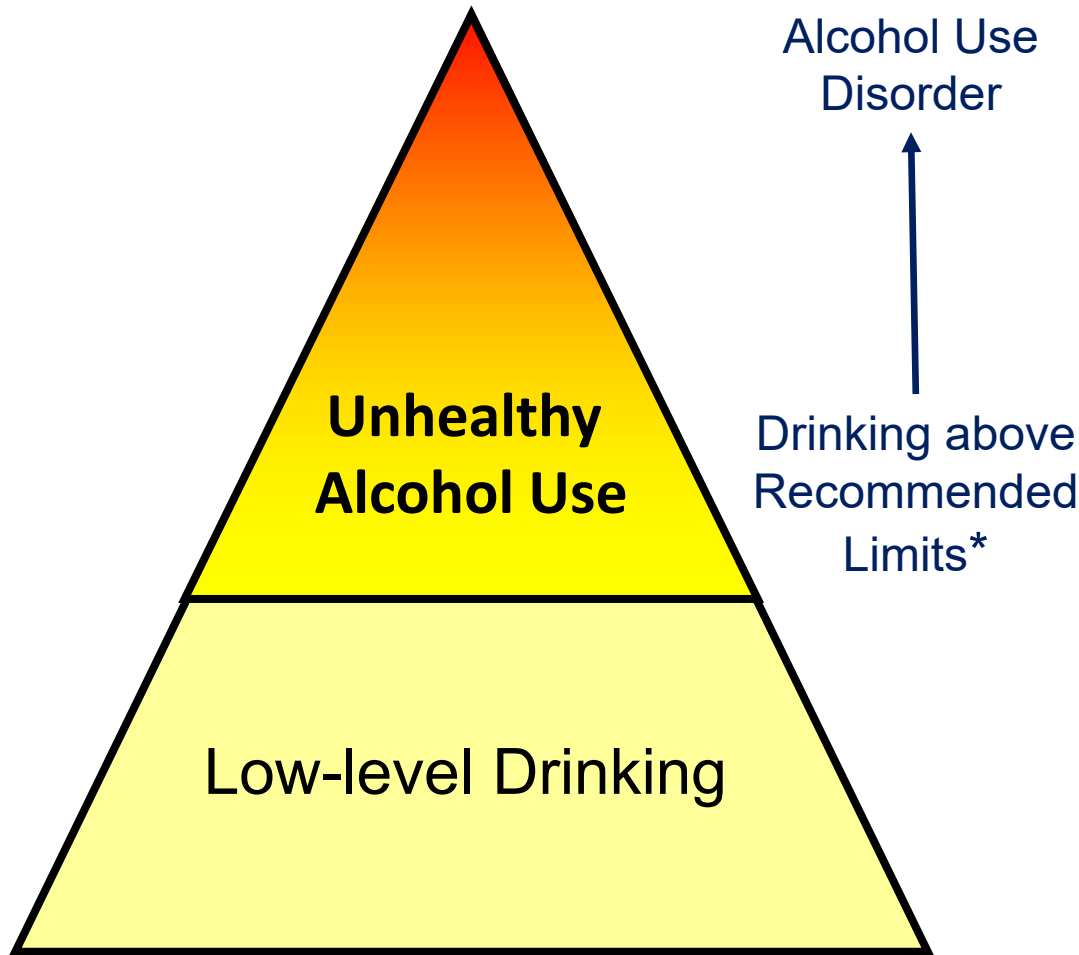 Alcohol Use
Disorder
Unhealthy
Alcohol Use
Drinking above
Recommended
Limits*
Low-level Drinking